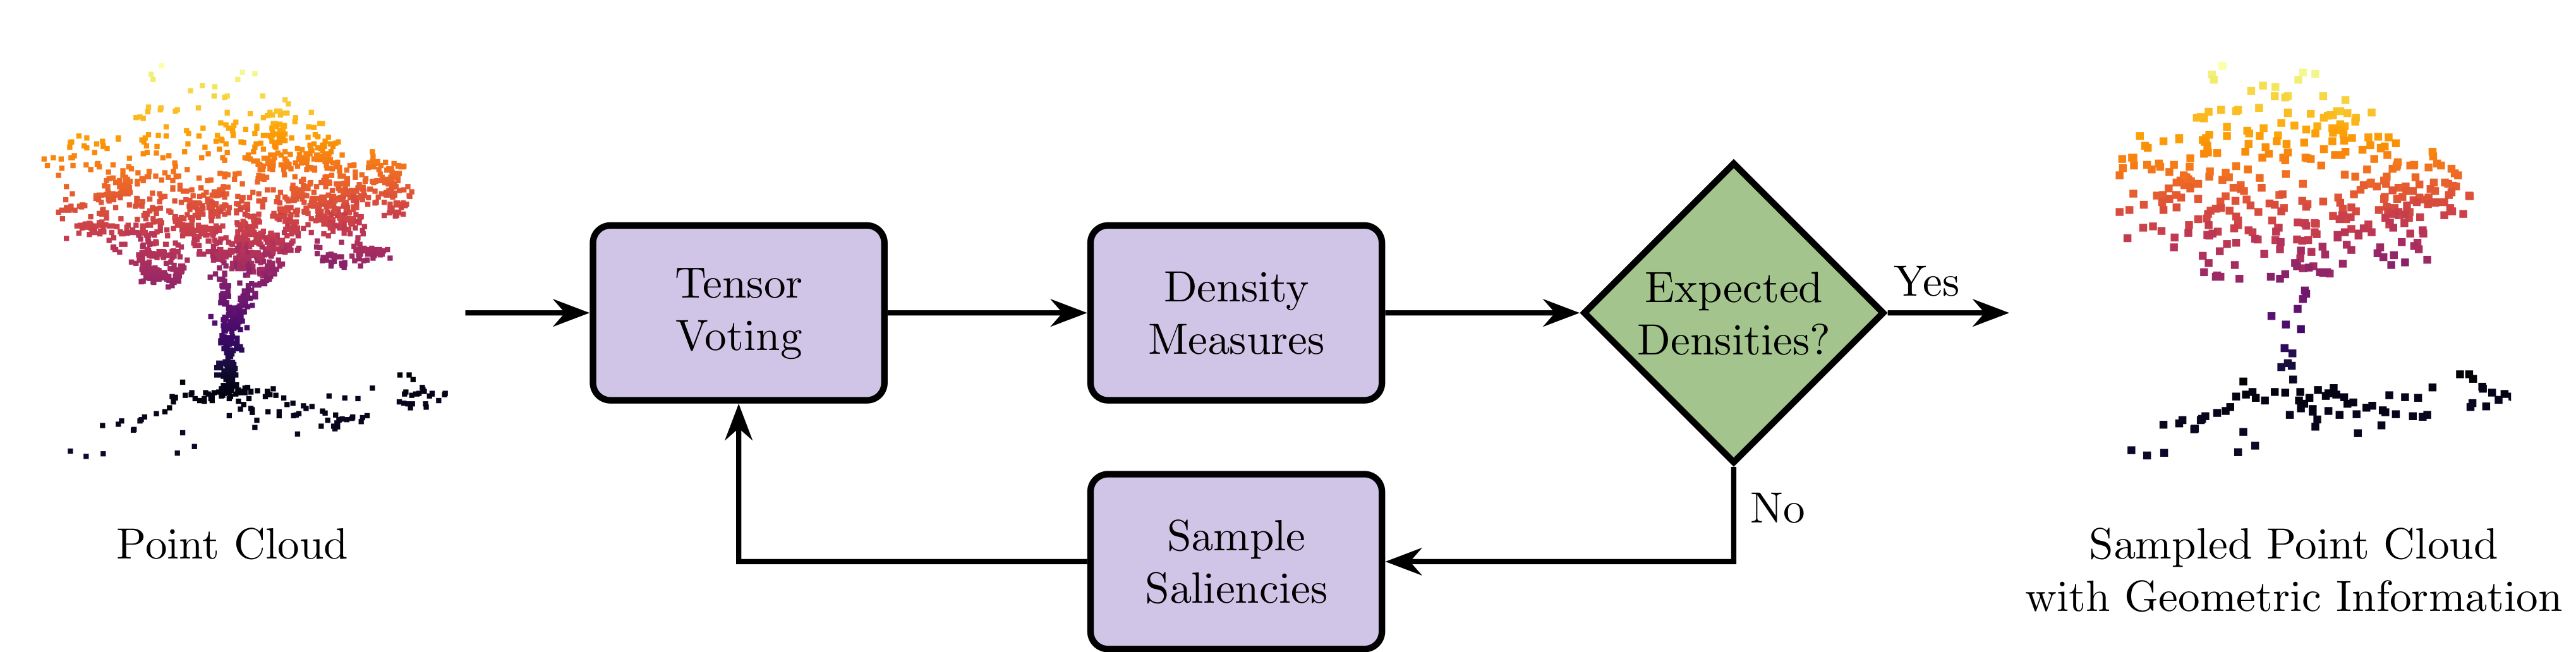 Point Cloud
Tensor
Voting
Density
Measures
Expected
Densities?
Yes
No
Sample
Saliencies
Sampled Point Cloud
with Geometric Information